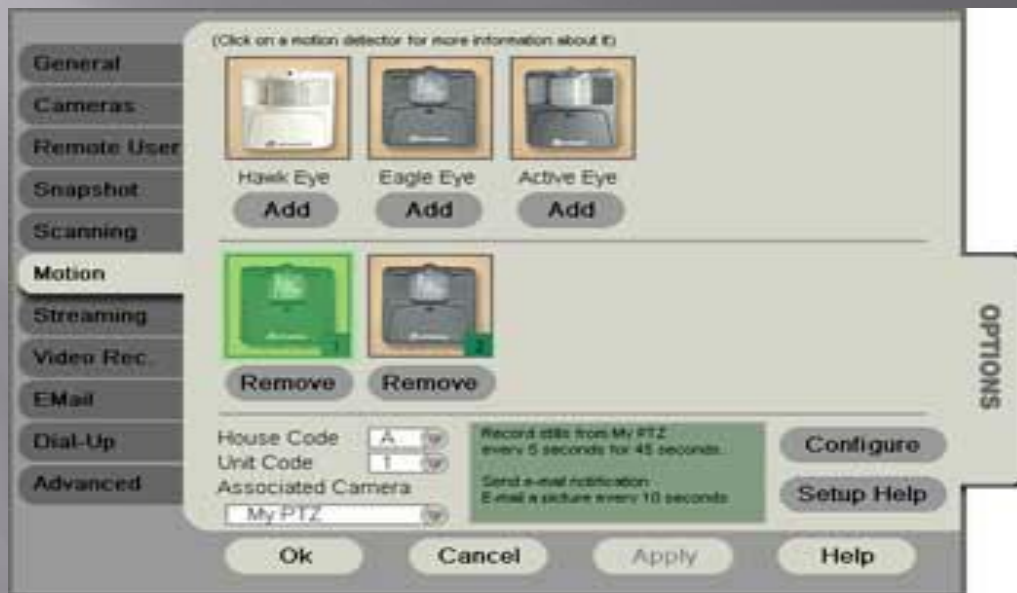 (Click on a motion detector for more information about it)
General
Cameras
Remote User
Snapshot
Scanning
Motion
Streaming
Video Rec.
EMail
Dial-Up
Advanced
Hawk Eye
Eagle Eye
Active Eye
Add
Add
Add
1
2
Remove
Remove
House Code
A
Unit Code
1
Associated Camera
My PTZ
Record stills from My PTZ
every 5 seconds for 45 seconds.
Send e-mail notification
E-mail a picture every 10 seconds
Configure
Setup Help
OPTIONS
Ok
Cancel
Apply
Help